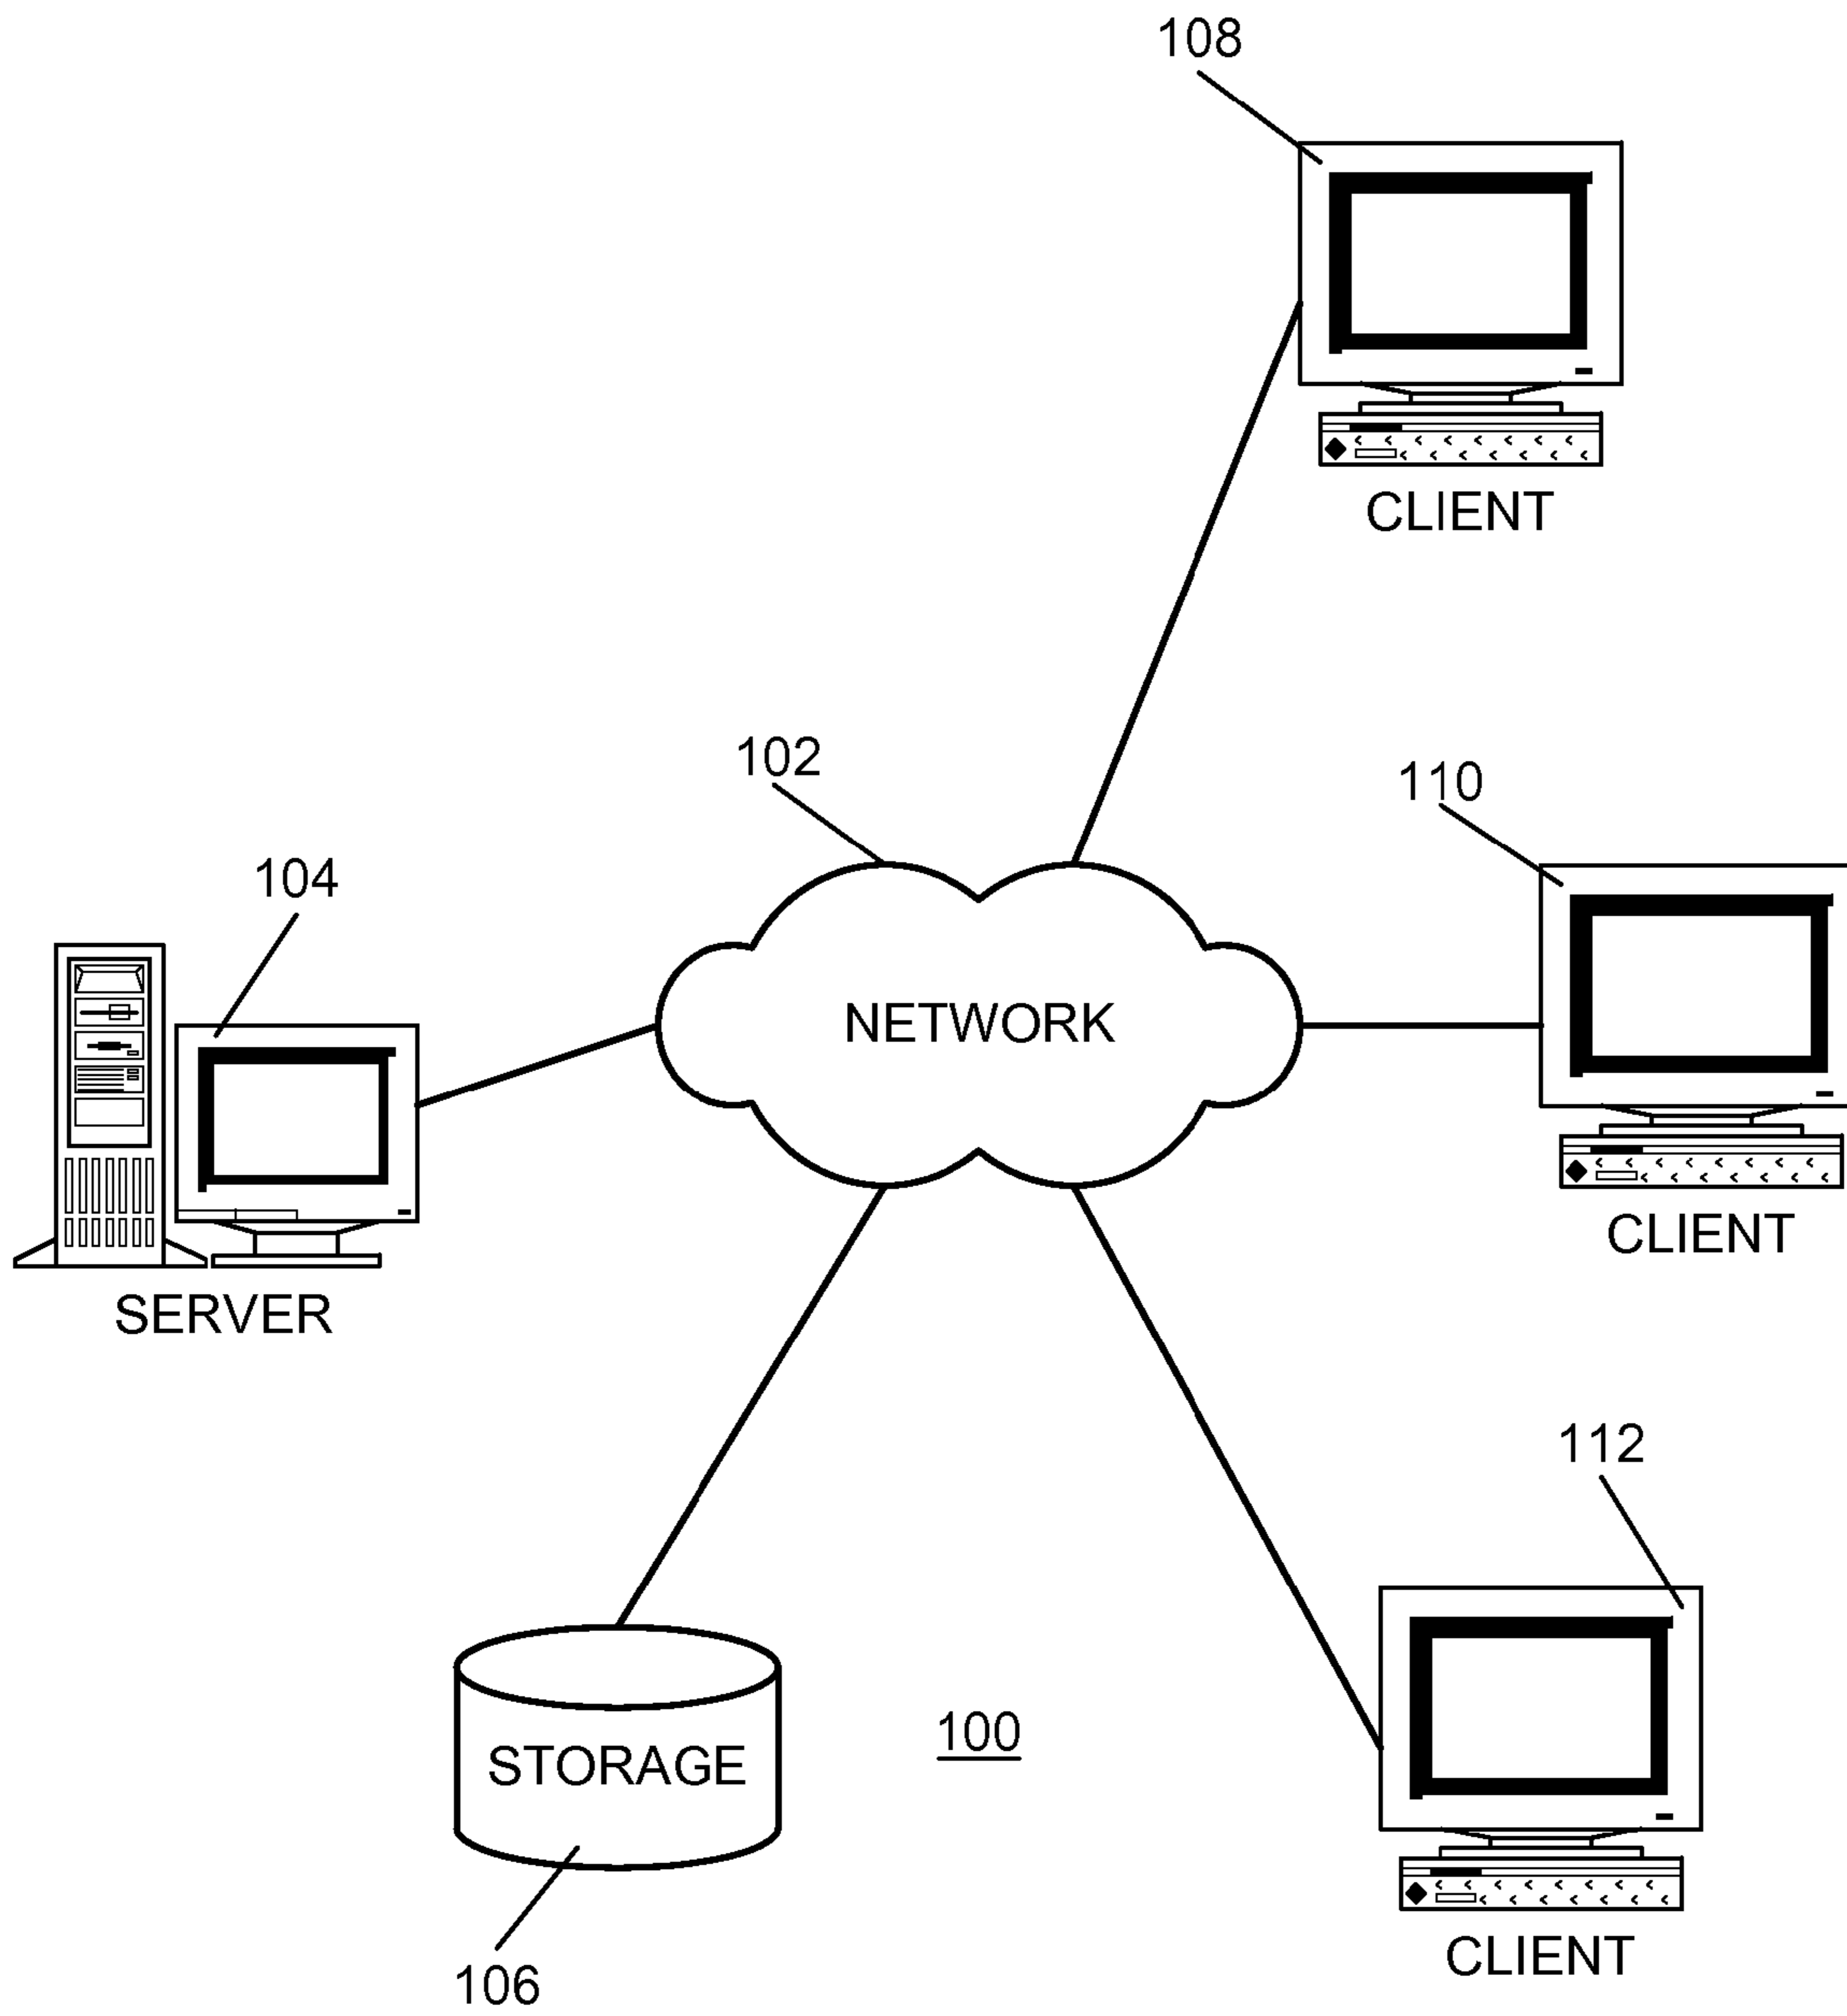 108
CLIENT
102
110
104
NETWORK
CLIENT
SERVER
112
100
STORAGE
CLIENT
106